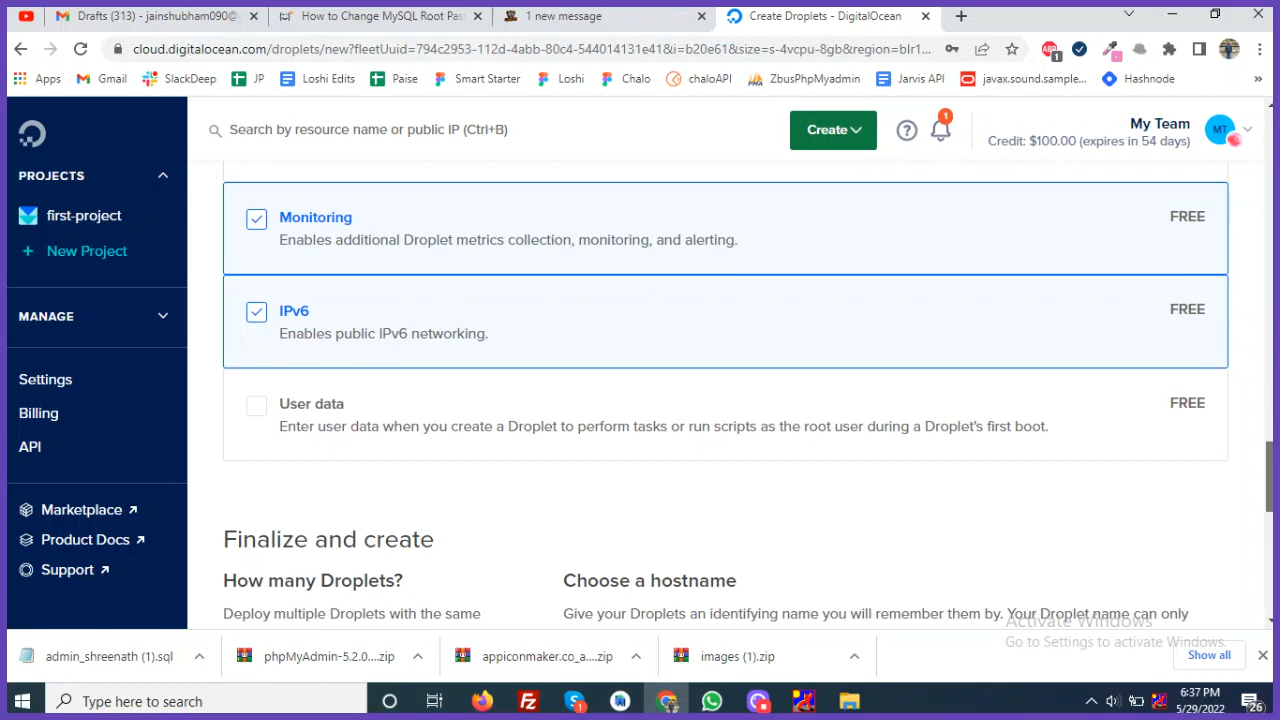 Drafts (313) - jainshubham090@
How to Change MySQL Root Pas
1 new message
Create Droplets - DigitalOcean
cloud.digitalocean.com/droplets/new?fleetUuid=794c2953-112d-48bb-80c4-544014131e41&i=b20e61&size=s-4vcpu-8gb&region=blr1...
Apps
Gmail
SlackDeep
JP
Loshi Edits
Paise
Smart Starter
Loshi
Chalo
chaloAPI
ZbusPhpMyadmi...
Jarvis API
javax.sound.sample...
Hashnode
»
Search by resource name or public IP (Ctrl+B)
Create
1
My Team
Credit: $100.00 (expires in 54 days)
MT
PROJECTS
first-project
+ New Project
MANAGE
Settings
Billing
API
Marketplace ↗
Product Docs ↗
Support ↗
Monitoring
FREE
Enables additional Droplet metrics collection, monitoring, and alerting.
IPv6
FREE
Enables public IPv6 networking.
User data
FREE
Enter user data when you create a Droplet to perform tasks or run scripts as the root user during a Droplet's first boot.
Finalize and create
How many Droplets?
Deploy multiple Droplets with the same
Choose a hostname
Give your Droplets an identifying name you will remember them by. Your Droplet name can only
Activate Windows
Go to Settings to activate Windows.
admin_shreenath (1).sql
phpMyAdmin-5.2.0....zip
approvmaker.co_a....zip
images (1).zip
Show all
Type here to search
6:37 PM
5/29/2022
26